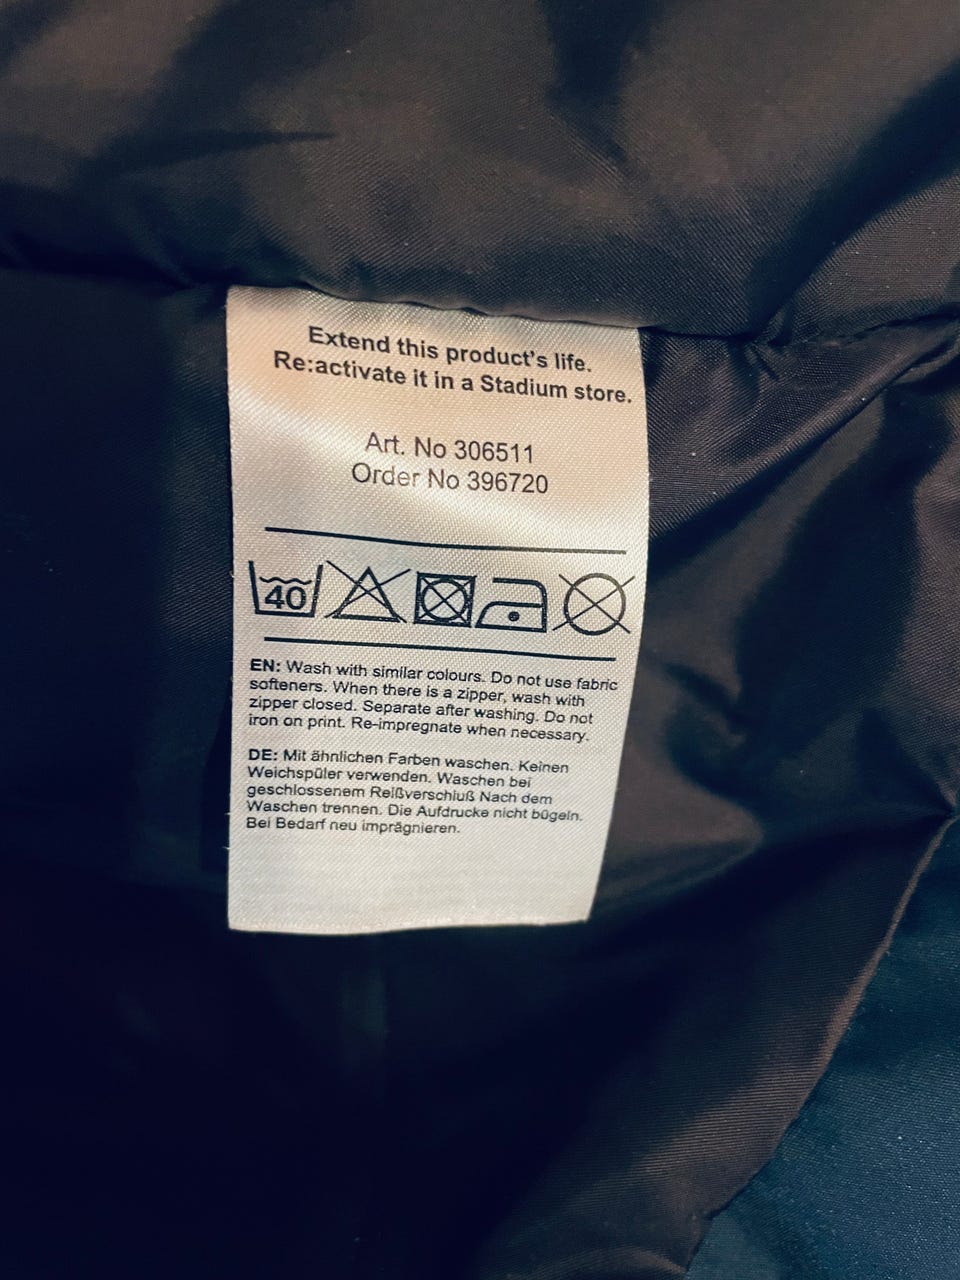 Extend this product's life.
Re:activate it in a Stadium store.
Art. No 306511
Order No 396720
40
EN: Wash with similar colours. Do not use fabric
softeners. When there is a zipper, wash with
zipper closed. Separate after washing. Do not
iron on print. Re-impregnate when necessary.
DE: Mit ähnlichen Farben waschen. Keinen
Weichspüler verwenden. Waschen bei
geschlossenem Reißverschluß Nach dem
Waschen trennen. Die Aufdrucke nicht bügeln.
Bei Bedarf neu imprägnieren.